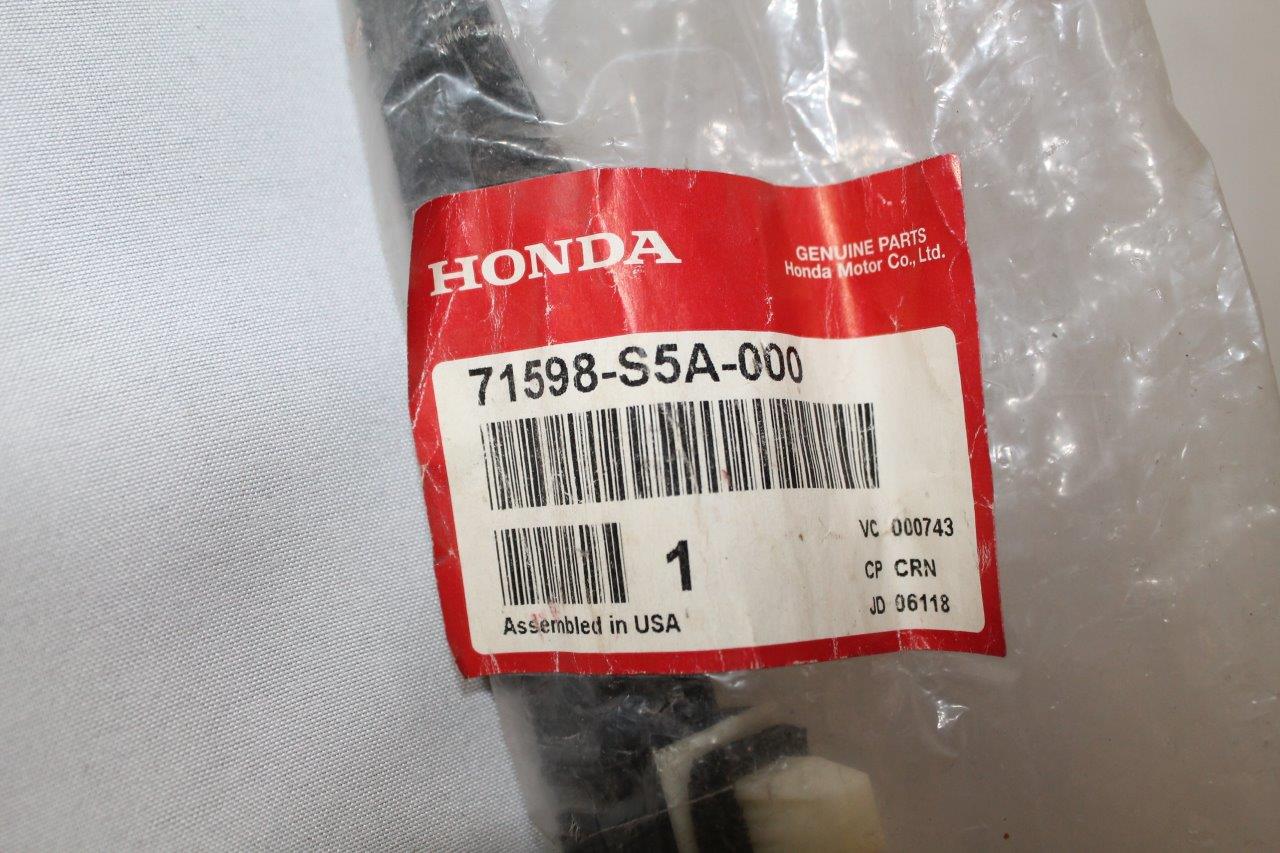 HONDA
GENUINE PARTS
Honda Motor Co., Ltd.
71598-S5A-000
1
VC 000743
CP CRN
JD 06118
Assembled in USA